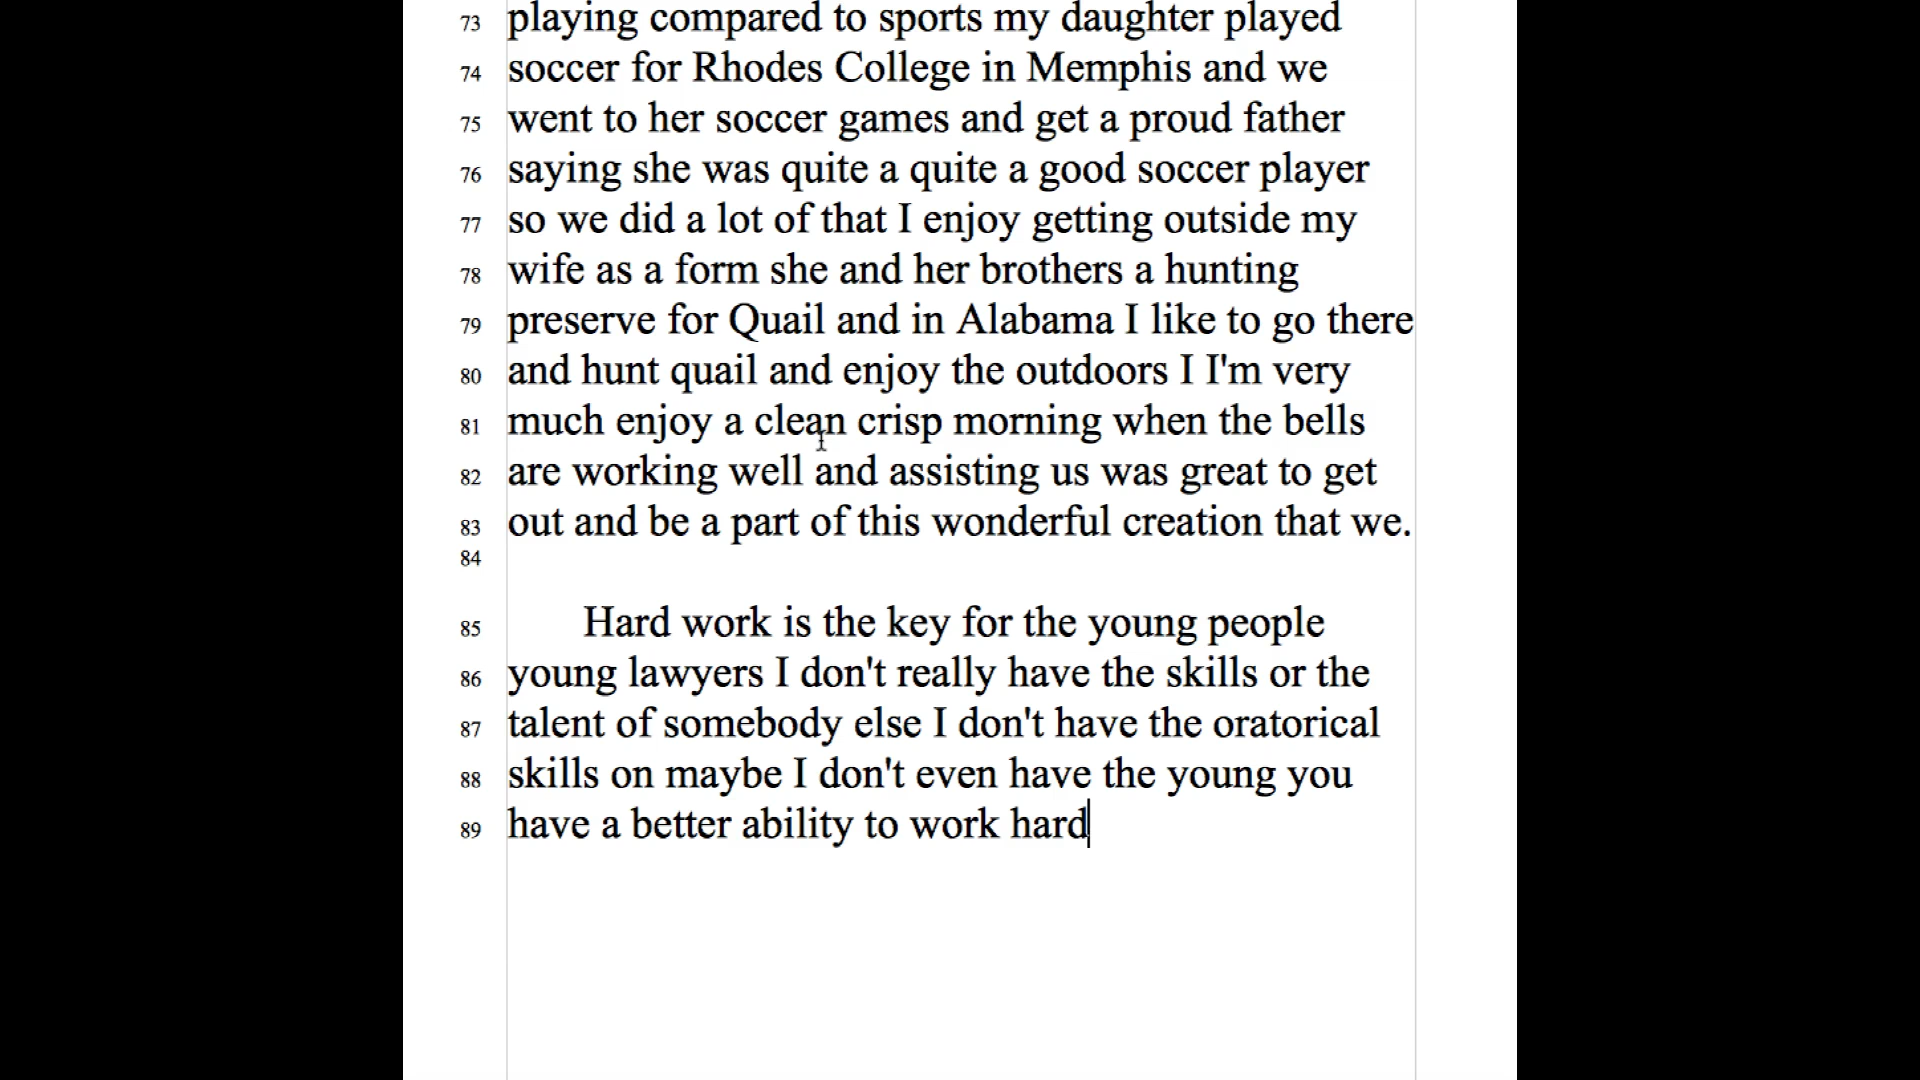 73 playing compared to sports my daughter played
74 soccer for Rhodes College in Memphis and we
75 went to her soccer games and get a proud father
76 saying she was quite a quite a good soccer player
77 so we did a lot of that I enjoy getting outside my
78 wife as a form she and her brothers a hunting
79 preserve for Quail and in Alabama I like to go there
80 and hunt quail and enjoy the outdoors I I'm very
81 much enjoy a clean crisp morning when the bells
82 are working well and assisting us was great to get
83 out and be a part of this wonderful creation that we.
84
85 Hard work is the key for the young people
86 young lawyers I don't really have the skills or the
87 talent of somebody else I don't have the oratorical
88 skills on maybe I don't even have the young you
89 have a better ability to work hard